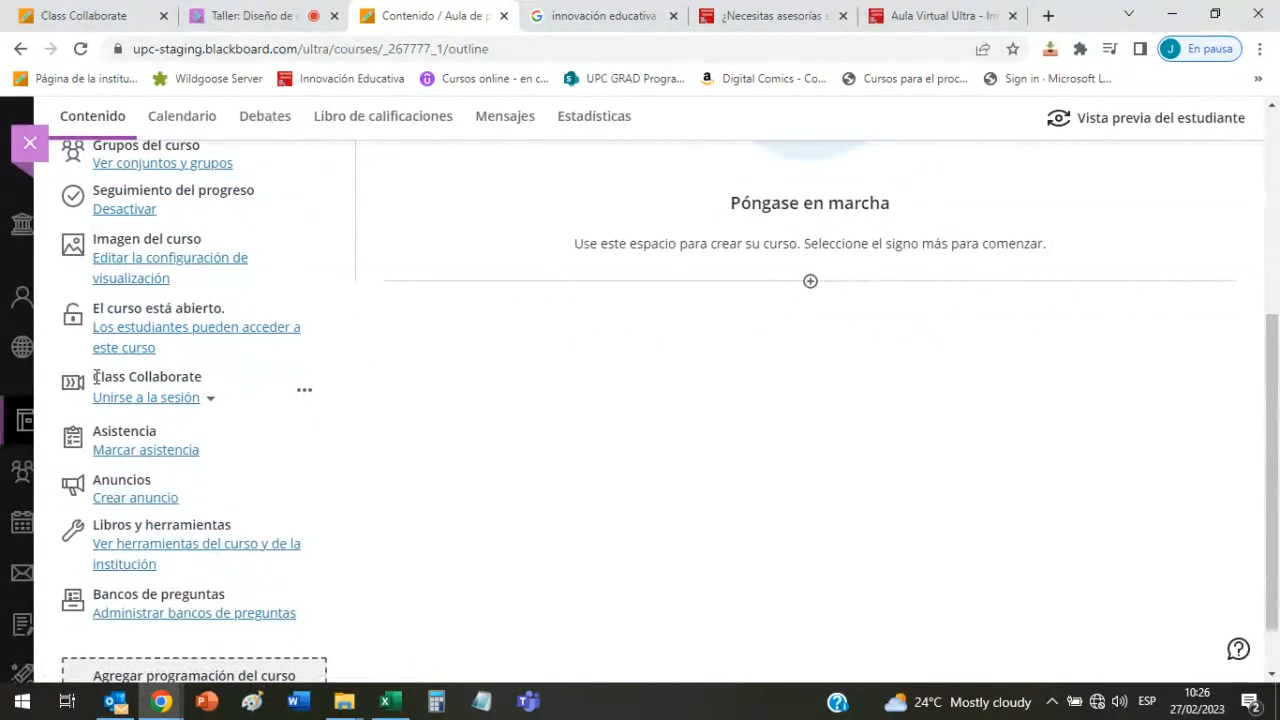 Class Collaborate
Taller: Diseño de
Contenido / Aula de p
innovación educativa
¿Necesitas asesorías s
Aula Virtual Ultra - In
upc-staging.blackboard.com/ultra/courses/_267777_1/outline
J En pausa
Página de la institu...
Wildgoose Server
Innovación Educativa
Cursos online - en c...
UPC GRAD Progra...
Digital Comics - Co...
Cursos para el proc...
Sign in - Microsoft L...
»
Contenido
Calendario
Debates
Libro de calificaciones
Mensajes
Estadísticas
Vista previa del estudiante
Grupos del curso
Ver conjuntos y grupos
Seguimiento del progreso
Desactivar
Imagen del curso
Editar la configuración de
visualización
El curso está abierto.
Los estudiantes pueden acceder a
este curso
Class Collaborate
Unirse a la sesión
Asistencia
Marcar asistencia
Anuncios
Crear anuncio
Libros y herramientas
Ver herramientas del curso y de la
institución
Bancos de preguntas
Administrar bancos de preguntas
Agregar programación del curso
Póngase en marcha
Use este espacio para crear su curso. Seleccione el signo más para comenzar.
24°C Mostly cloudy
ESP
10:26
27/02/2023
2